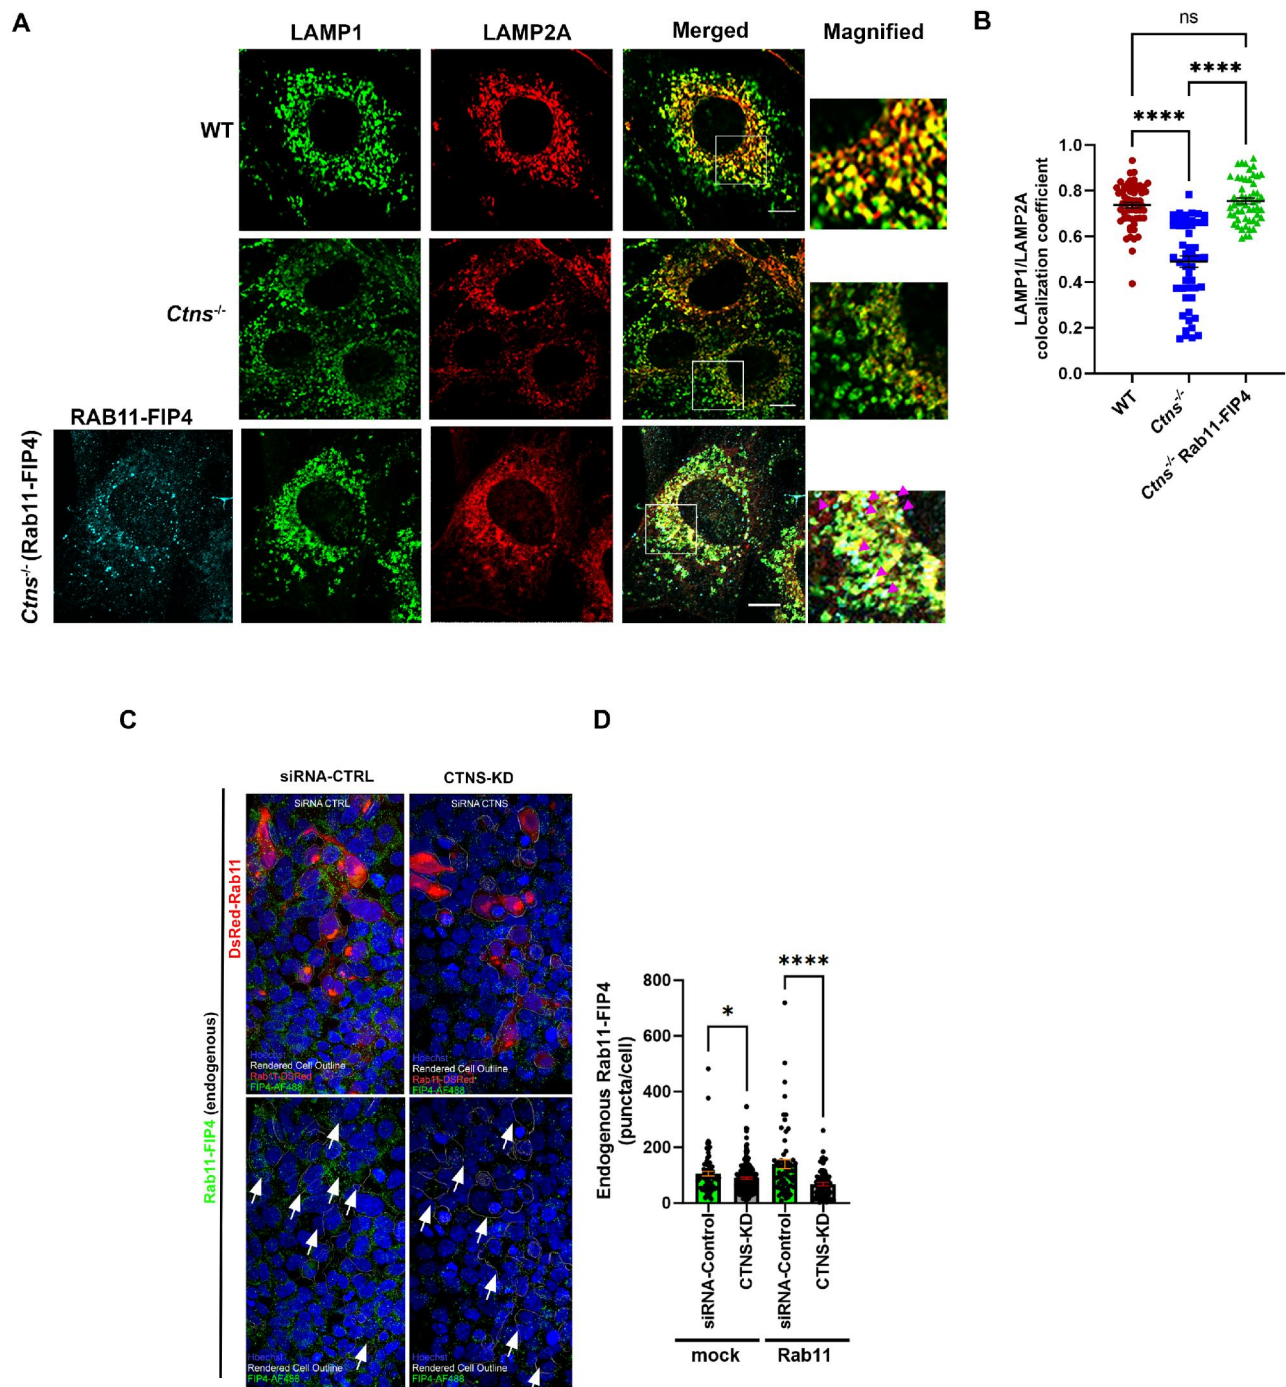 A
LAMP1
LAMP2A
Merged
Magnified
WT
Ctns-/-
RAB11-FIP4
Ctns-/- (Rab11-FIP4)
B
ns
****
****
LAMP1/LAMP2A
colocalization coefficient
1.0
0.8
0.6
0.4
0.2
0.0
WT
Ctns-/-
Ctns-/- Rab11-FIP4
C
siRNA-CTRL
CTNS-KD
SiRNA CTRL
SiRNA CTNS
DsRed-Rab11
Rab11-FIP4 (endogenous)
Hoechst
Rendered Cell Outline
Rab11-DSRed
FIP4-AF488
Hoechst
Rendered Cell Outline
Rab11-DSRed
FIP4-AF488
Hoechst
Rendered Cell Outline
FIP4-AF488
Hoechst
Rendered Cell Outline
FIP4-AF488
D
****
*
Endogenous Rab11-FIP4
(puncta/cell)
800
600
400
200
0
siRNA-Control
CTNS-KD
siRNA-Control
CTNS-KD
mock
Rab11